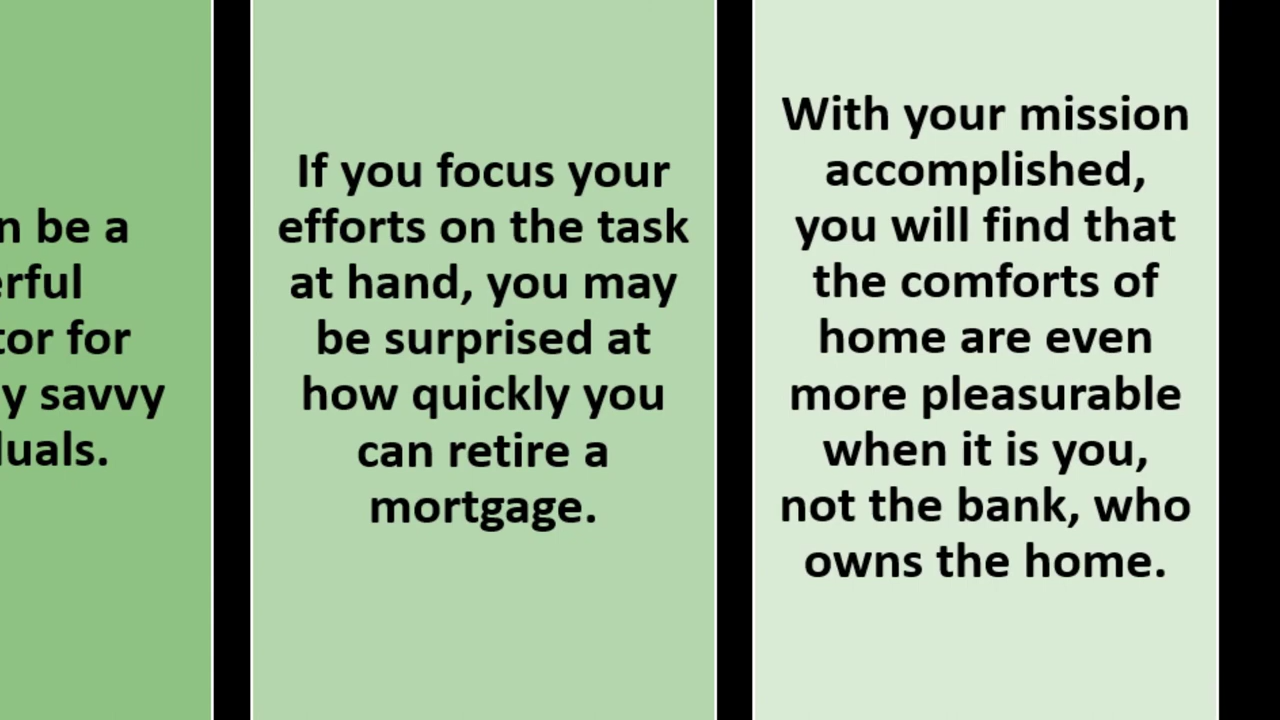 n be a
erful
tor for
y savvy
duals.
If you focus your
efforts on the task
at hand, you may
be surprised at
how quickly you
can retire a
mortgage.
With your mission
accomplished,
you will find that
the comforts of
home are even
more pleasurable
when it is you,
not the bank, who
owns the home.